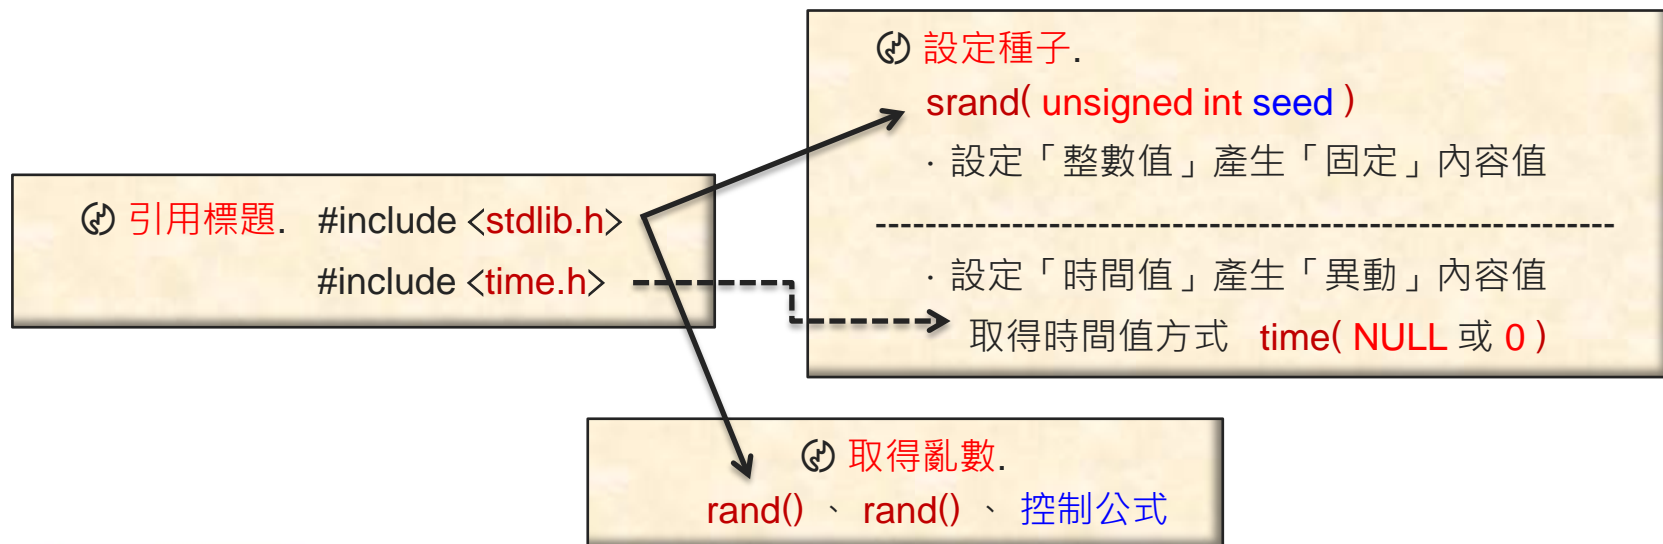 引用標題. #include <stdlib.h>
#include <time.h>
設定種子.
srand( unsigned int seed )
· 設定「整數值」產生「固定」內容值
----------------------------------------------------------
· 設定「時間值」產生「異動」內容值
取得時間值方式 time( NULL 或 0 )
取得亂數.
rand() 、 rand() 、 控制公式